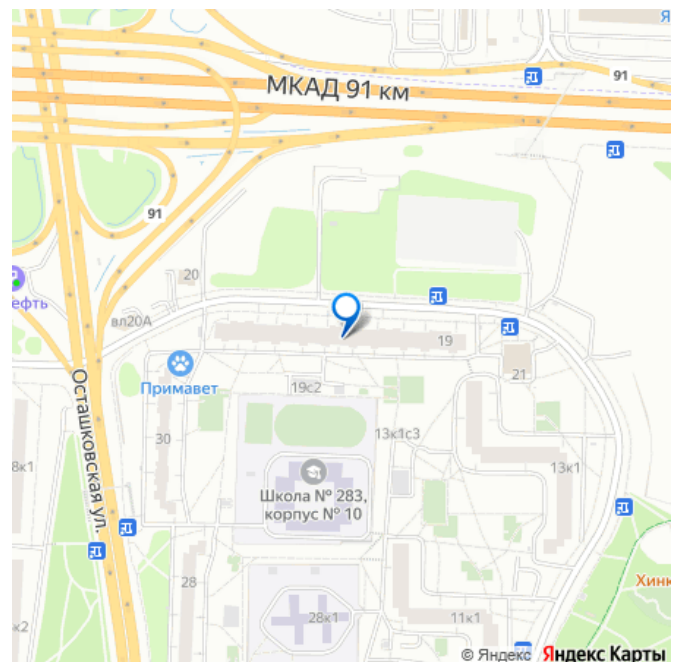 Я
МКАД 91 км
91
91
20
ефть
вл20А
19
Примавет
21
19с2
Осташковская ул.
13к1с3
30
8к1
13к1
Школа № 283,
корпус № 10
28
Хинк
28к1
11к1
к2
© Яндекс Яндекс Карты